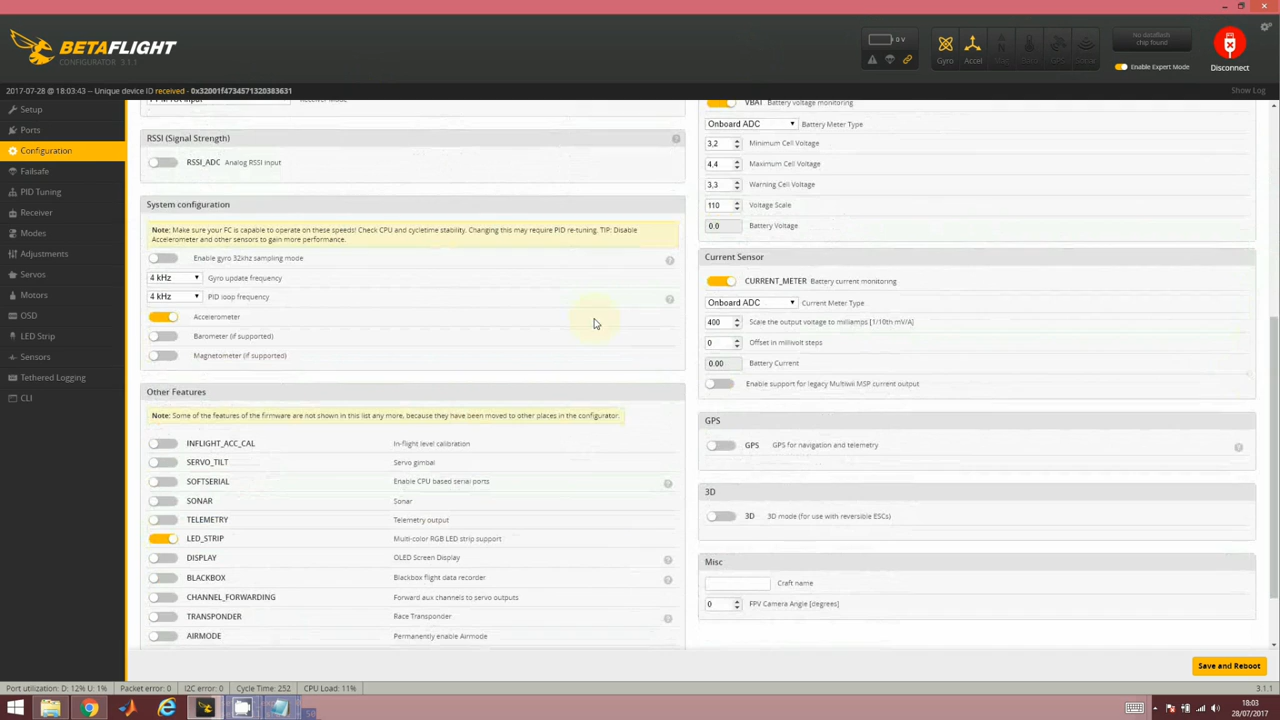 BETAFLIGHT
CONFIGURATOR 3.1.1
0 V
Gyro
Accel
No dataflash
chip found
Enable Expert Mode
Disconnect
2017-07-28 @ 18:03:43 -- Unique device ID received - 0x32001f4734571320383631
Show Log
Setup
Ports
Configuration
Failsafe
PID Tuning
Receiver
Modes
Adjustments
Servos
Motors
OSD
LED Strip
Sensors
Tethered Logging
CLI
Receiver Mode
RSSI (Signal Strength)
RSSI_ADC Analog RSSI input
System configuration
Note: Make sure your FC is capable to operate on these speeds! Check CPU and cycletime stability. Changing this may require PID re-tuning. TIP: Disable
Accelerometer and other sensors to gain more performance.
Enable gyro 32khz sampling mode
4 kHz Gyro update frequency
4 kHz PID loop frequency
Accelerometer
Barometer (if supported)
Magnetometer (if supported)
Other Features
Note: Some of the features of the firmware are not shown in this list any more, because they have been moved to other places in the configurator.
INFLIGHT_ACC_CAL In-flight level calibration
SERVO_TILT Servo gimbal
SOFTSERIAL Enable CPU based serial ports
SONAR Sonar
TELEMETRY Telemetry output
LED_STRIP Multi-color RGB LED strip support
DISPLAY OLED Screen Display
BLACKBOX Blackbox flight data recorder
CHANNEL_FORWARDING Forward aux channels to servo outputs
TRANSPONDER Race Transponder
AIRMODE Permanently enable Airmode
VBAT Battery voltage monitoring
Onboard ADC Battery Meter Type
3,2 Minimum Cell Voltage
4,4 Maximum Cell Voltage
3,3 Warning Cell Voltage
110 Voltage Scale
0.0 Battery Voltage
Current Sensor
CURRENT_METER Battery current monitoring
Onboard ADC Current Meter Type
400 Scale the output voltage to milliamps [1/10th mV/A]
0 Offset in millivolt steps
0.00 Battery Current
Enable support for legacy Multiwii MSP current output
GPS
GPS GPS for navigation and telemetry
3D
3D 3D mode (for use with reversible ESCs)
Misc
Craft name
0 FPV Camera Angle [degrees]
Save and Reboot
Port utilization: D: 12% U: 1% Packet error: 0 I2C error: 0 Cycle Time: 252 CPU Load: 11% 3.1.1
18:03
28/07/2017